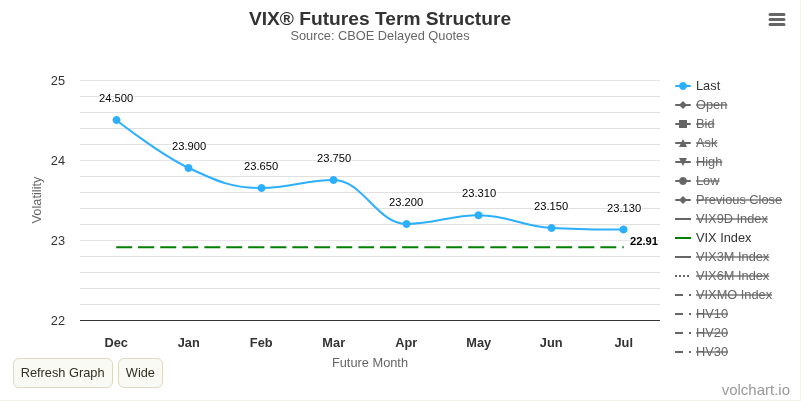 VIX® Futures Term Structure
Source: CBOE Delayed Quotes
25
24
23
22
Volatility
24.500
23.900
23.650
23.750
23.200
23.310
23.150
23.130
22.91
Dec Jan Feb Mar Apr May Jun Jul
Future Month
Last
Open
Bid
Ask
High
Low
Previous Close
VIX9D Index
VIX Index
VIX3M Index
VIX6M Index
VIXMO Index
HV10
HV20
HV30
Refresh Graph Wide
volchart.io